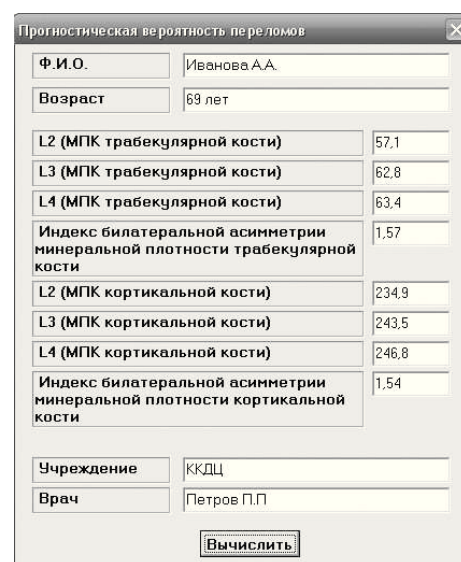 Прогностическая вероятность переломов
Ф.И.О. Иванова А.А.
Возраст 69 лет
L2 (МПК трабекулярной кости) 57,1
L3 (МПК трабекулярной кости) 62,8
L4 (МПК трабекулярной кости) 63,4
Индекс билатеральной асимметрии 1,57
минеральной плотности трабекулярной
кости
L2 (МПК кортикальной кости) 234,9
L3 (МПК кортикальной кости) 243,5
L4 (МПК кортикальной кости) 246,8
Индекс билатеральной асимметрии 1,54
минеральной плотности кортикальной
кости
Учреждение ККДЦ
Врач Петров П.П
Вычислить